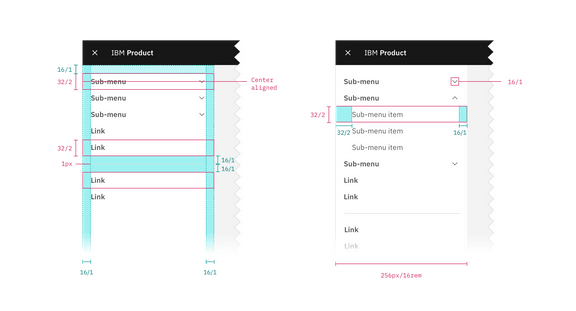 IBM Product
16/1
32/2
Sub-menu
Center
aligned
Sub-menu
Sub-menu
Link
32/2
Link
1px
16/1
16/1
Link
Link
16/1
16/1
IBM Product
Sub-menu
16/1
Sub-menu
32/2
Sub-menu item
32/2
Sub-menu item
16/1
Sub-menu item
Sub-menu
Link
Link
Link
Link
256px/16rem